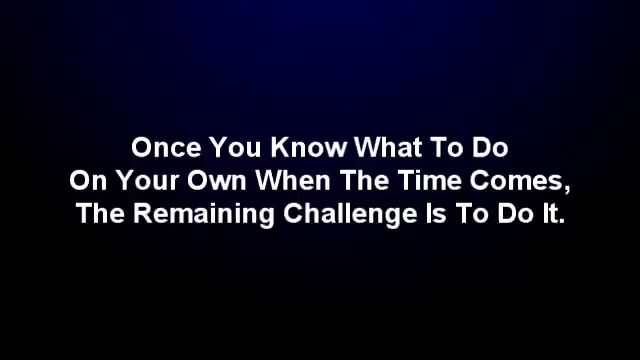 Once You Know What To Do
On Your Own When The Time Comes,
The Remaining Challenge Is To Do It.